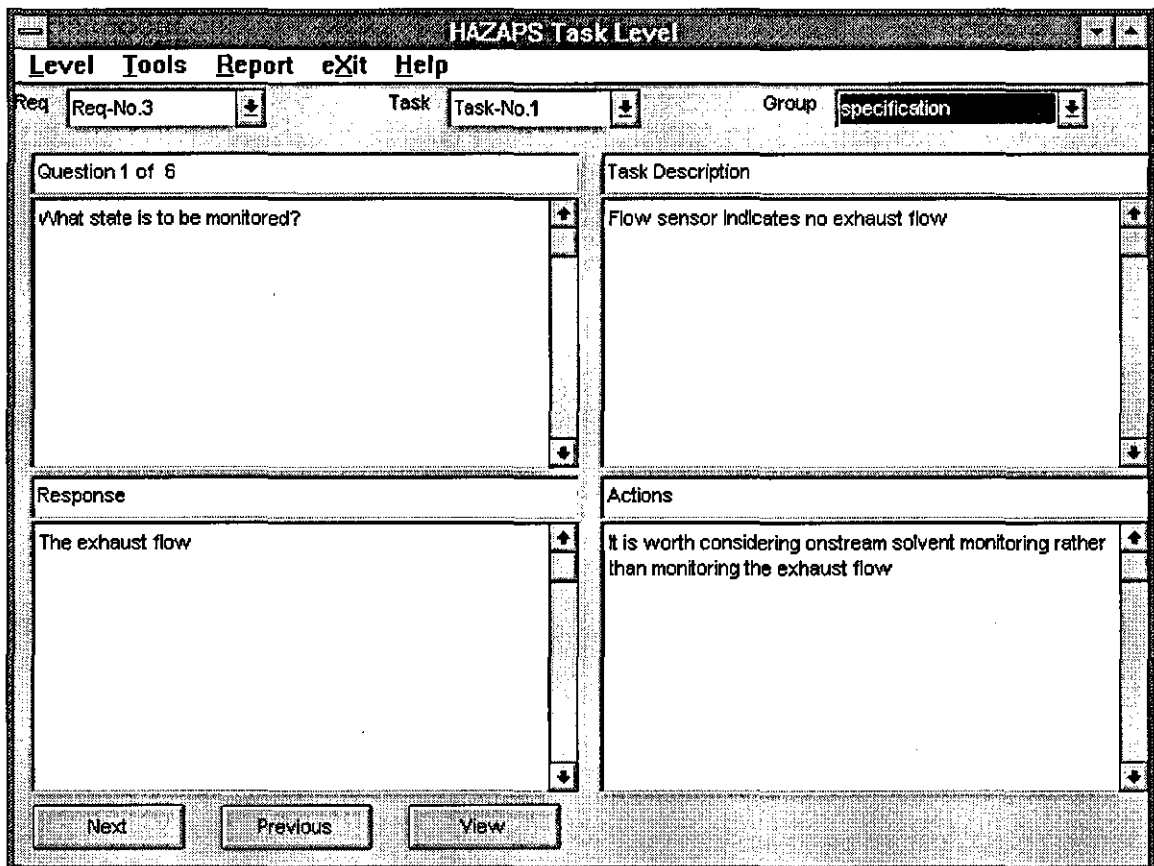 HAZAPS Task Level
Level Tools Report eXit Help
Req Req-No.3 Task Task-No.1 Group specification
Question 1 of 6
What state is to be monitored?
Task Description
Flow sensor indicates no exhaust flow
Response
The exhaust flow
Actions
It is worth considering onstream solvent monitoring rather
than monitoring the exhaust flow
Next Previous View